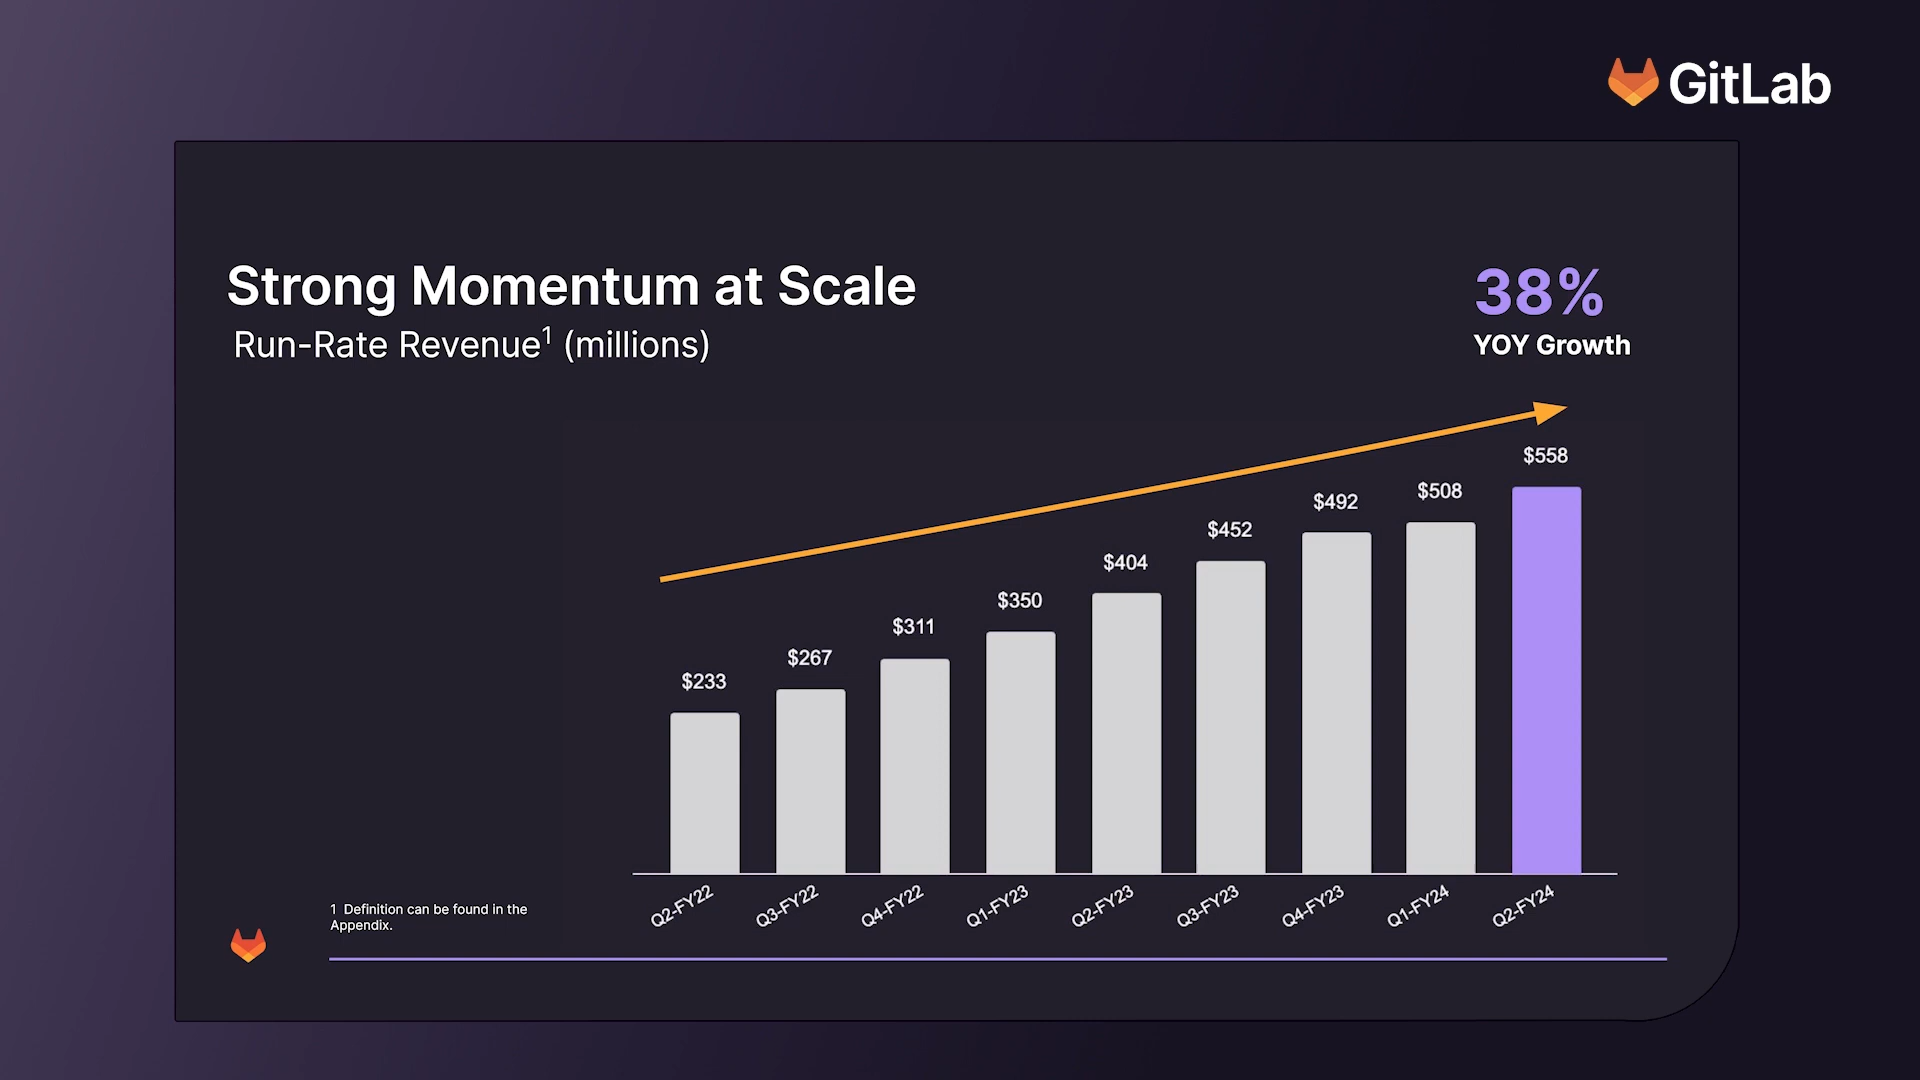 GitLab
Strong Momentum at Scale
Run-Rate Revenue1 (millions)
38%
YOY Growth
$233
$267
$311
$350
$404
$452
$492
$508
$558
Q2-FY22
Q3-FY22
Q4-FY22
Q1-FY23
Q2-FY23
Q3-FY23
Q4-FY23
Q1-FY24
Q2-FY24
1 Definition can be found in the
Appendix.